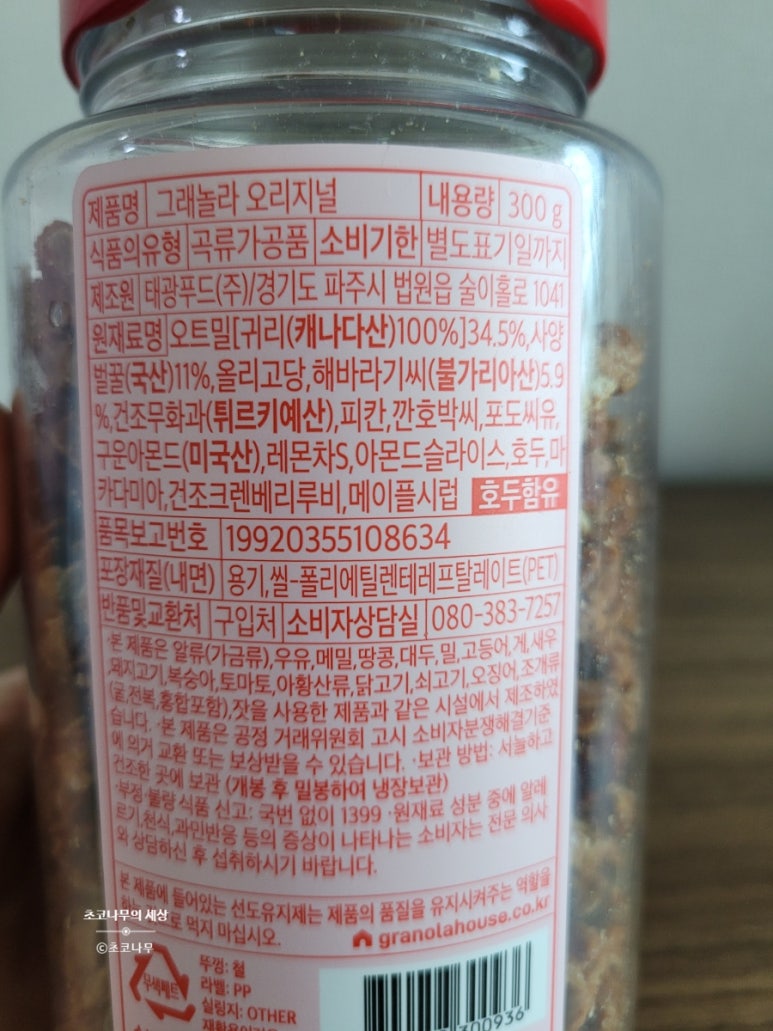 제품명 그래놀라 오리지널 내용량 300 g
식품의유형 곡류가공품 소비기한 별도표기일까지
제조원 태광푸드(주)/경기도 파주시 법원읍 술이홀로 1041
원재료명 오트밀[귀리(캐나다산)100%]34.5%,사양
벌꿀(국산)11%,올리고당,해바라기씨(불가리아산)5.9
%,건조무화과(튀르키예산),피칸,깐호박씨,포도씨유,
구운아몬드(미국산),레몬차S,아몬드슬라이스,호두,마
카다미아,건조크렌베리루비,메이플시럽 호두함유
품목보고번호 19920355108634
포장재질(내면) 용기,씰-폴리에틸렌테레프탈레이트(PET)
반품및교환처 구입처 소비자상담실 080-383-7257
·본 제품은 알류(가금류),우유,메밀,땅콩,대두,밀,고등어,게,새우
,돼지고기,복숭아,토마토,아황산류,닭고기,쇠고기,오징어,조개류
(굴,전복,홍합포함),잣을 사용한 제품과 같은 시설에서 제조하였
습니다. ·본 제품은 공정 거래위원회 고시 소비자분쟁해결기준
에 의거 교환 또는 보상받을 수 있습니다. ·보관 방법: 서늘하고
건조한 곳에 보관 (개봉 후 밀봉하여 냉장보관)
·부정·불량 식품 신고: 국번 없이 1399 ·원재료 성분 중에 알레
르기,천식,과민반응 등의 증상이 나타나는 소비자는 전문 의사
와 상담하신 후 섭취하시기 바랍니다.
본 제품에 들어있는 선도유지제는 제품의 품질을 유지시켜주는 역할을
로 먹지 마십시오.
granolahouse.co.kr
초코나무의 세상
©초코나무
무색페트
뚜껑: 철
라벨: PP
실링지: OTHER
300936